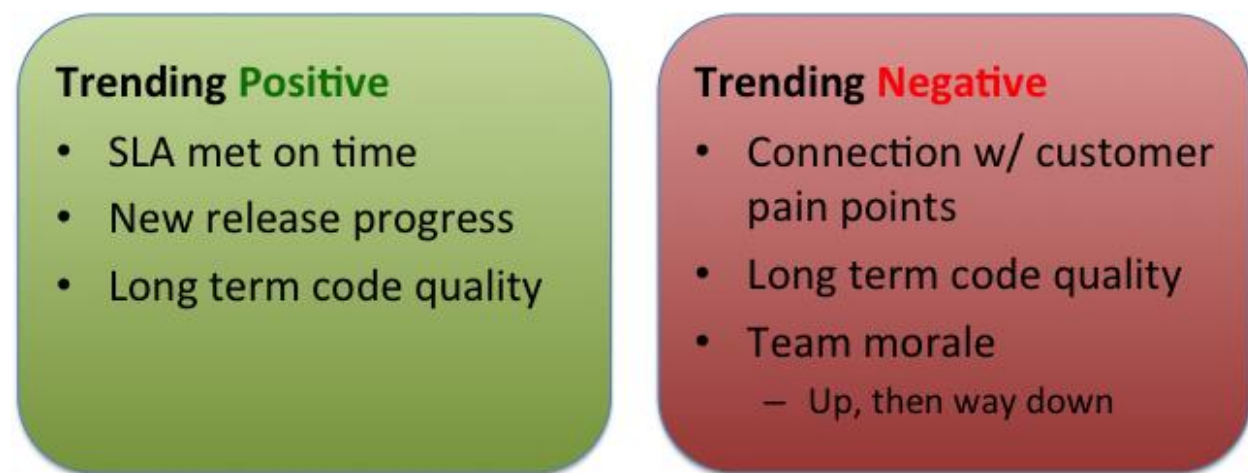 Trending Positive
• SLA met on time
• New release progress
• Long term code quality
Trending Negative
• Connection w/ customer
pain points
• Long term code quality
• Team morale
– Up, then way down